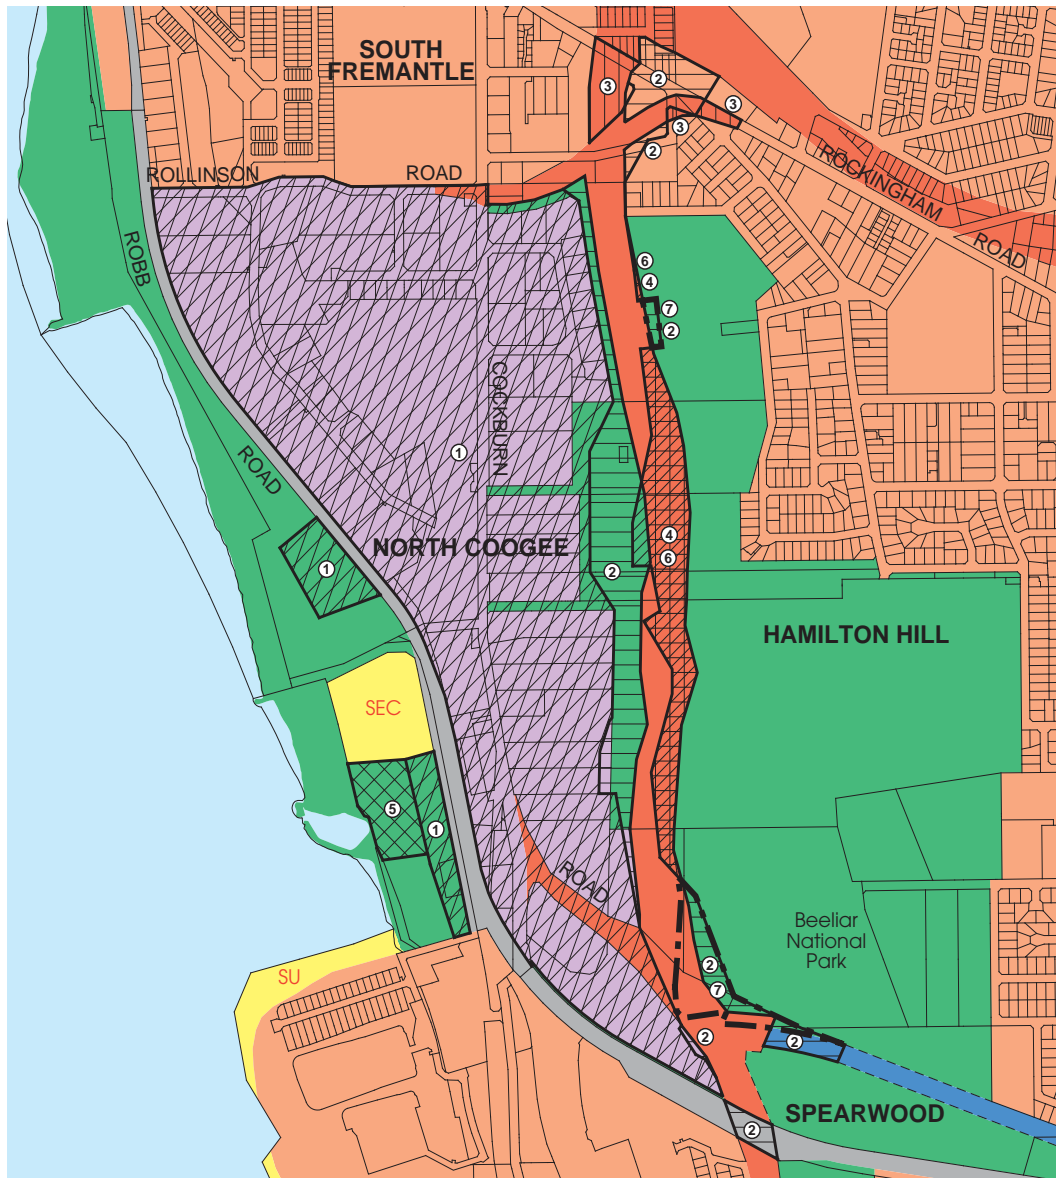 SOUTH
FREMANTLE
2
3
3
3
2
ROLLINSON
ROAD
ROCKINGHAM
ROAD
ROBB
ROAD
6
4
7
2
COCKBURN
1
NORTH COOGEE
4
6
1
2
HAMILTON HILL
SEC
5
1
ROAD
Beeliar
National
Park
2
7
SU
2
2
SPEARWOOD
2